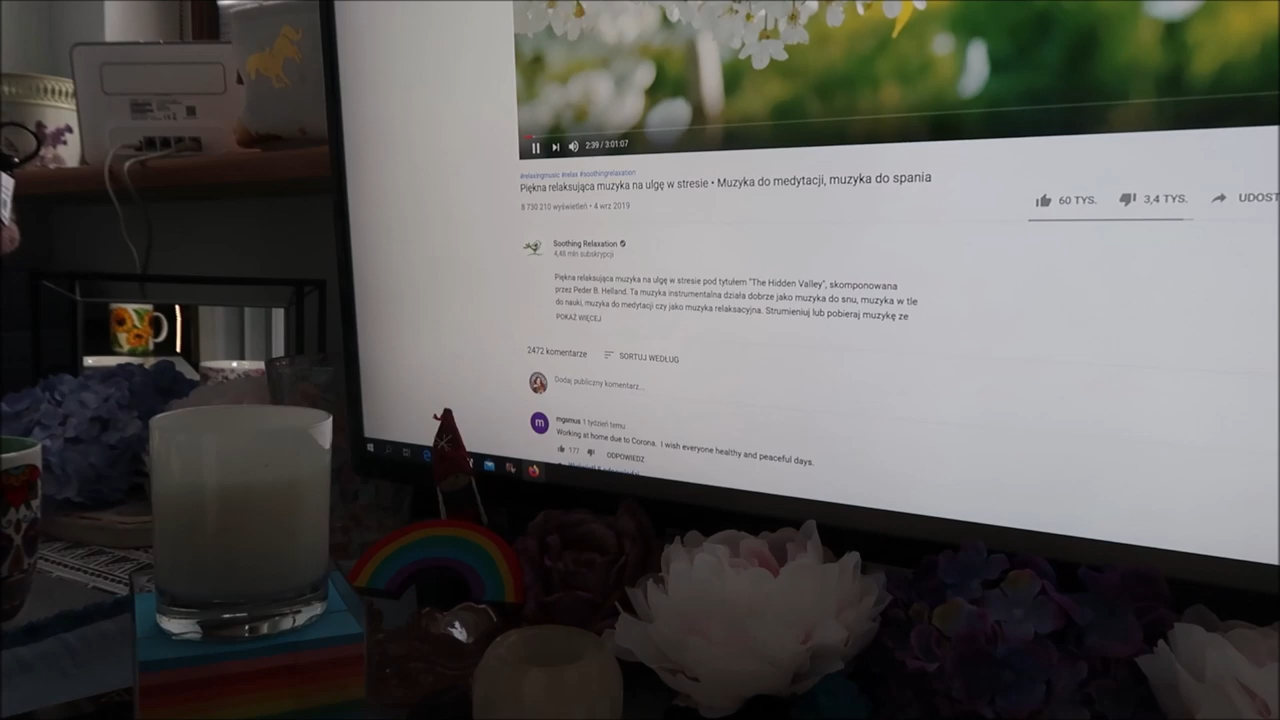 2:39 / 3:01:07
#relaxingmusic #relax #soothingrelaxation
Piękna relaksująca muzyka na ulgę w stresie • Muzyka do medytacji, muzyka do spania
8 730 210 wyświetleń • 4 wrz 2019
60 TYS.
3,4 TYS.
UDOST
Soothing Relaxation
4,48 mln subskrypcji
Piękna relaksująca muzyka na ulgę w stresie pod tytułem "The Hidden Valley", skomponowana
przez Peder B. Helland. Ta muzyka instrumentalna działa dobrze jako muzyka do snu, muzyka w tle
do nauki, muzyka do medytacji czy jako muzyka relaksacyjna. Strumieniuj lub pobieraj muzykę ze
POKAŻ WIĘCEJ
2472 komentarze
SORTUJ WEDŁUG
Dodaj publiczny komentarz...
m
mgsmus 1 tydzień temu
Working at home due to Corona. I wish everyone healthy and peaceful days.
177
ODPOWIEDZ